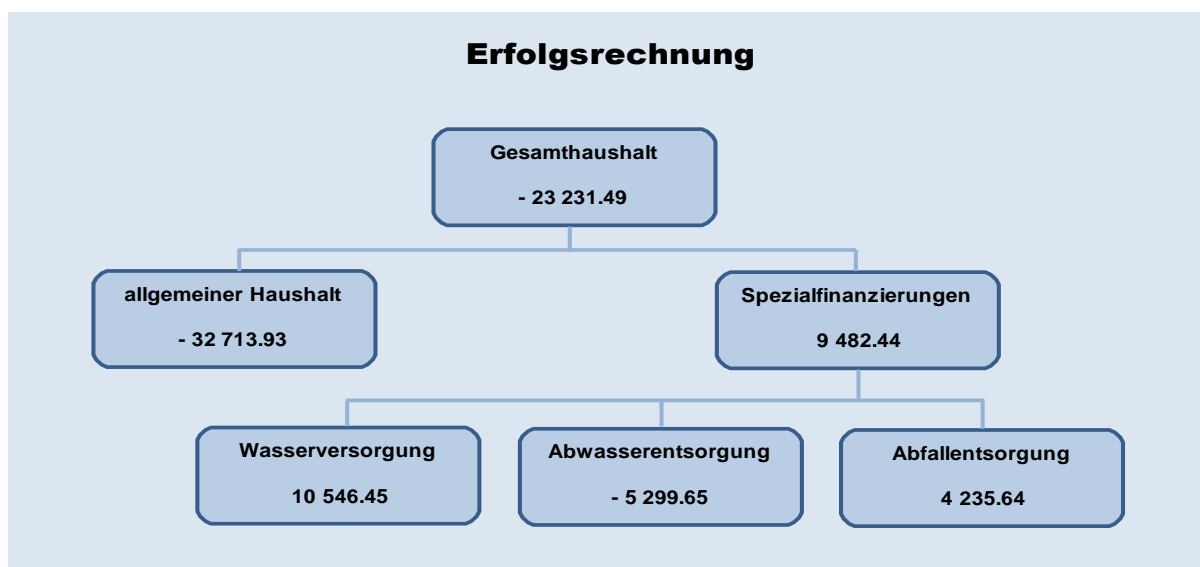 Erfolgsrechnung
Gesamthaushalt
- 23 231.49
allgemeiner Haushalt
- 32 713.93
Spezialfinanzierungen
9 482.44
Wasserversorgung
10 546.45
Abwasserentsorgung
- 5 299.65
Abfallentsorgung
4 235.64